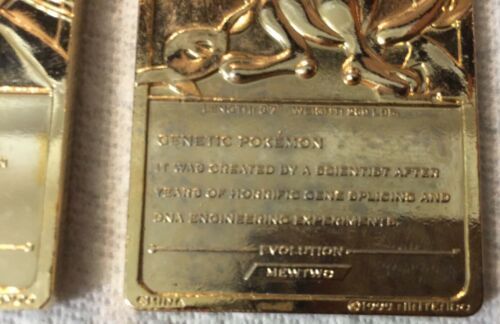 GENETIC POKÉMON
IT WAS CREATED BY A SCIENTIST AFTER
YEARS OF HORRIFIC GENE SPLICING AND
DNA ENGINEERING EXPERIMENTS.
EVOLUTION
MEWTWO
CHINA ©1999 NINTENDO